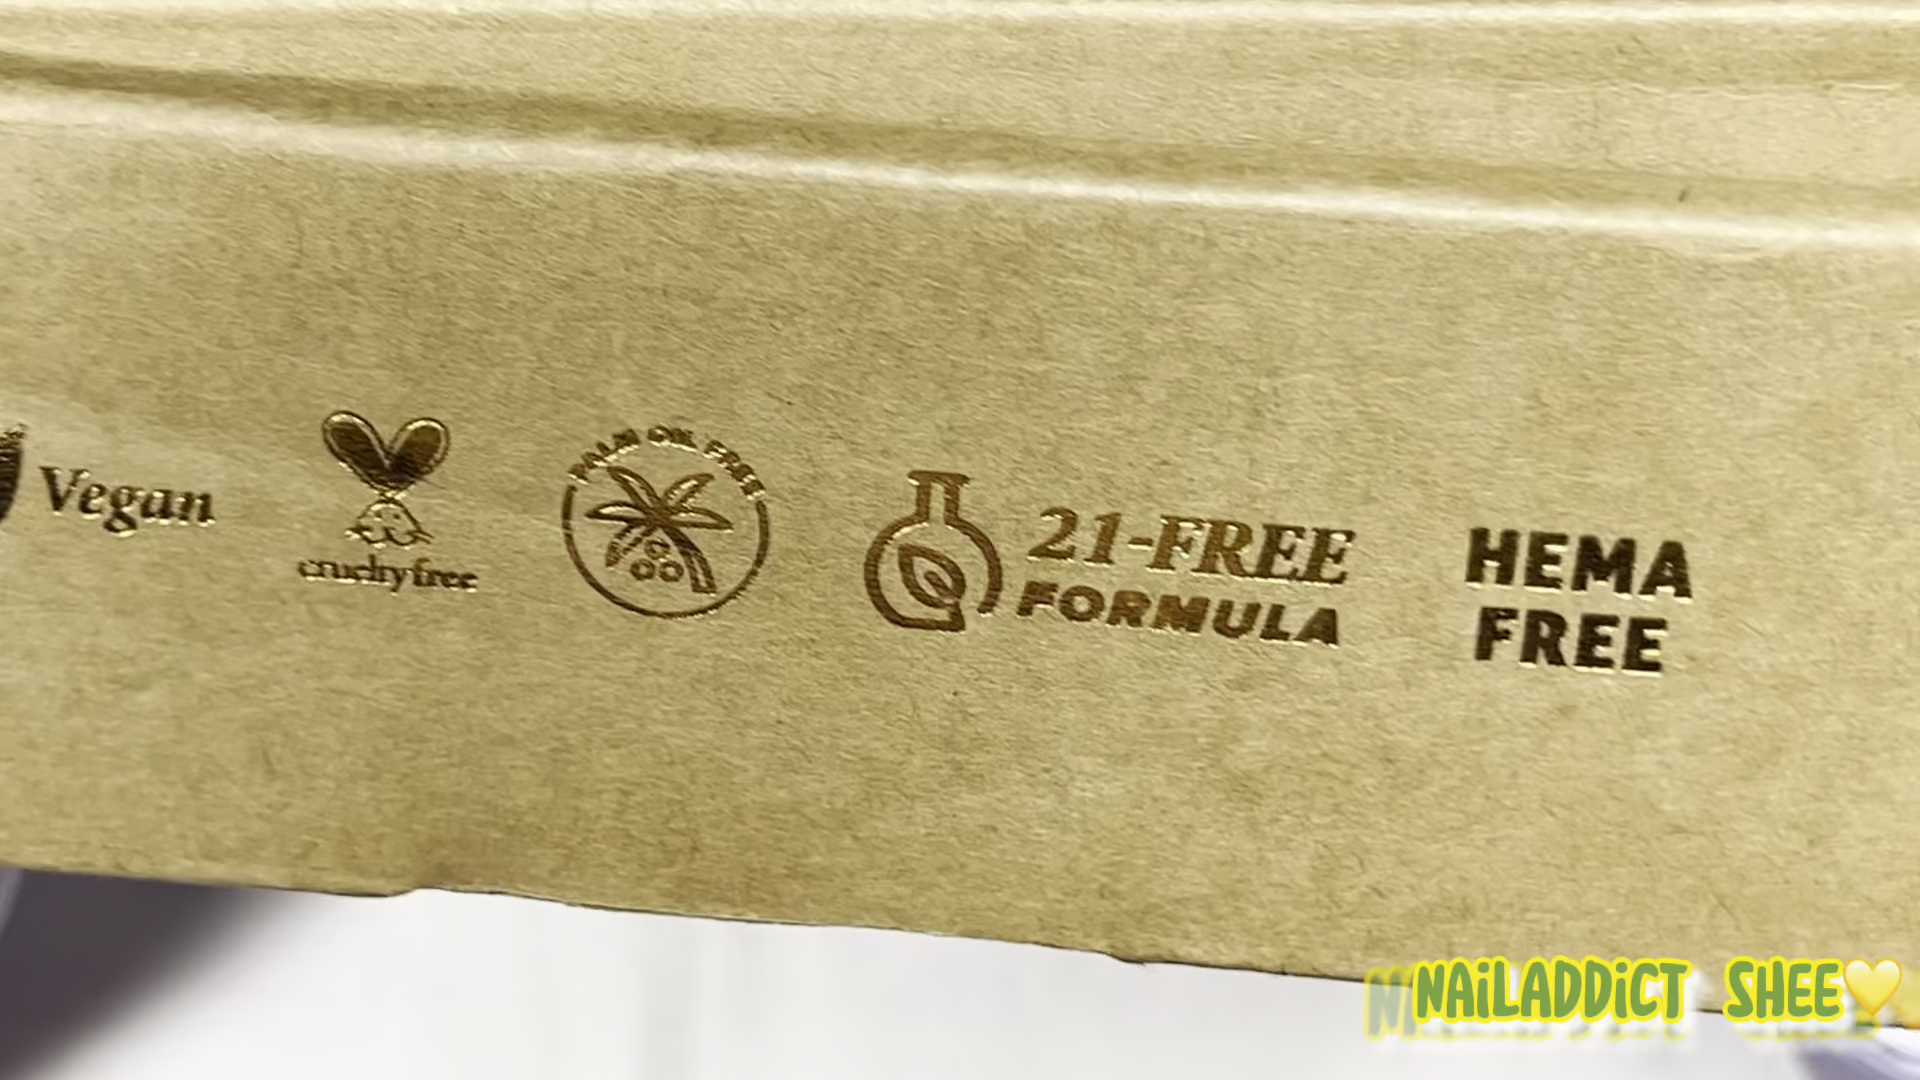 Vegan
cruelty free
PALM OIL FREE
21-FREE
FORMULA
HEMA
FREE
NAiLADDiCT SHEE💛